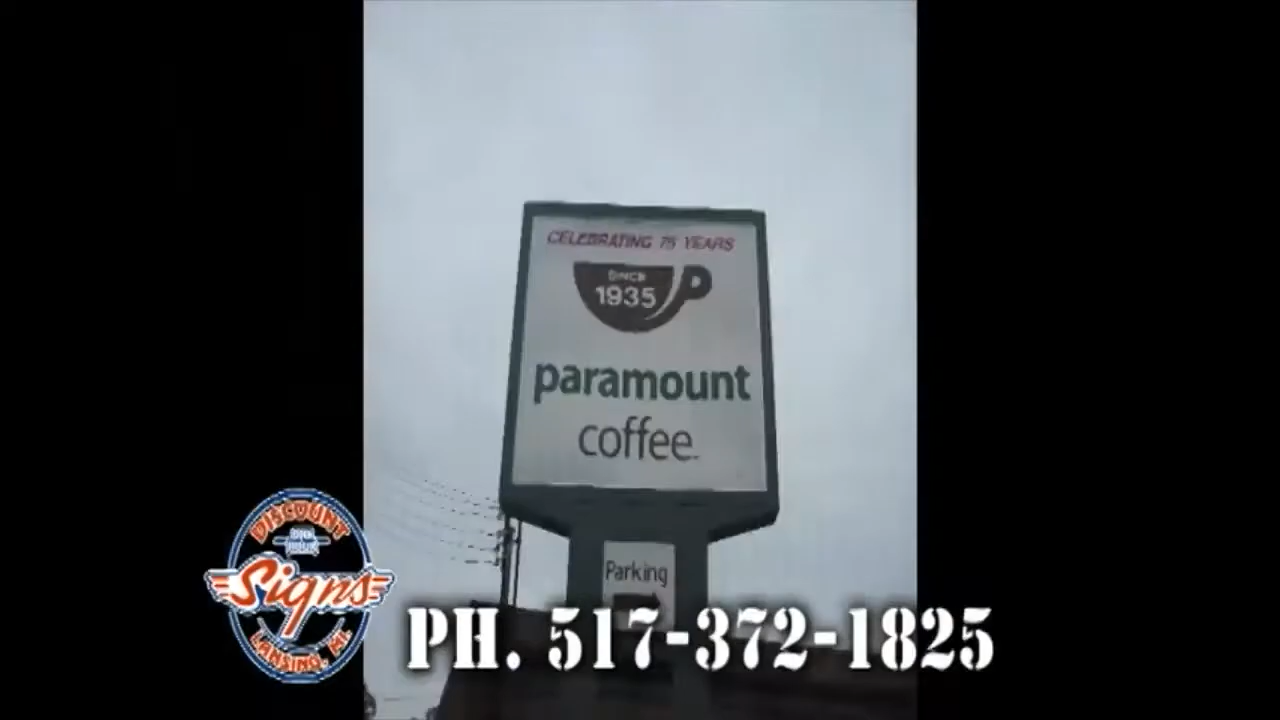 CELEBRATING 75 YEARS
SINCE
1935
paramount
coffee
Parking
DISCOUNT
Signs
LANSING, MI.
PH. 517-372-1825